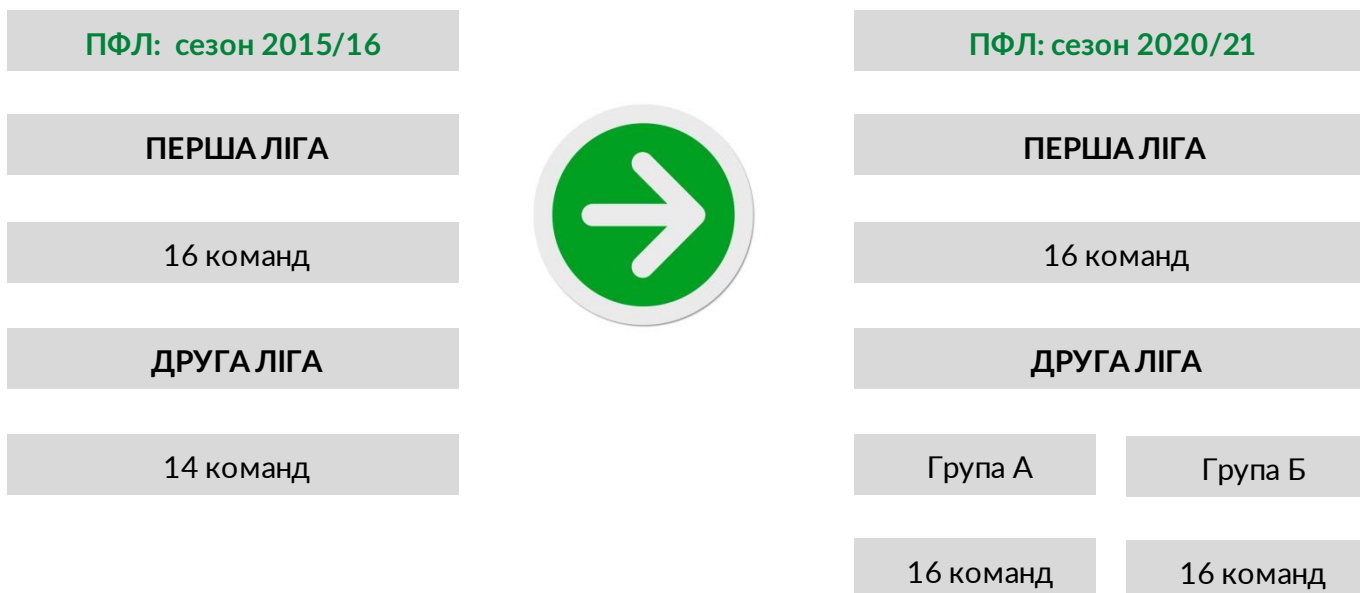 ПФЛ: сезон 2015/16
ПЕРША ЛІГА
16 команд
ДРУГА ЛІГА
14 команд
ПФЛ: сезон 2020/21
ПЕРША ЛІГА
16 команд
ДРУГА ЛІГА
Група А
Група Б
16 команд
16 команд